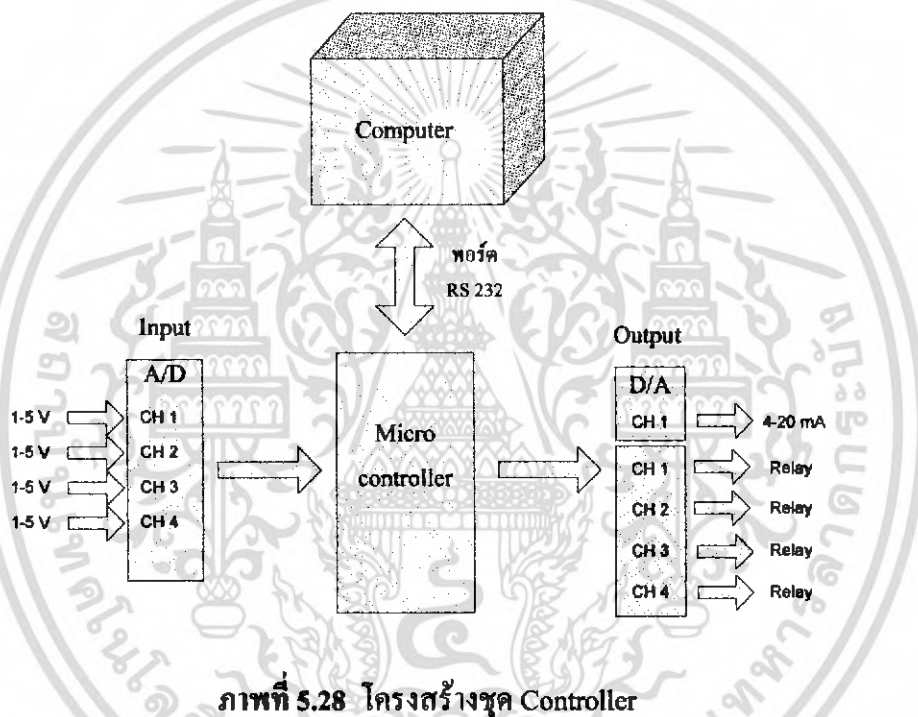 Computer
พอร์ต
RS 232
Input
Output
A/D
D/A
1-5 V
CH 1
1-5 V
CH 2
1-5 V
CH 3
1-5 V
CH 4
Micro
controller
CH 1
4-20 mA
CH 1
Relay
CH 2
Relay
CH 3
Relay
CH 4
Relay
ภาพที่ 5.28 โครงสร้างชุด Controller